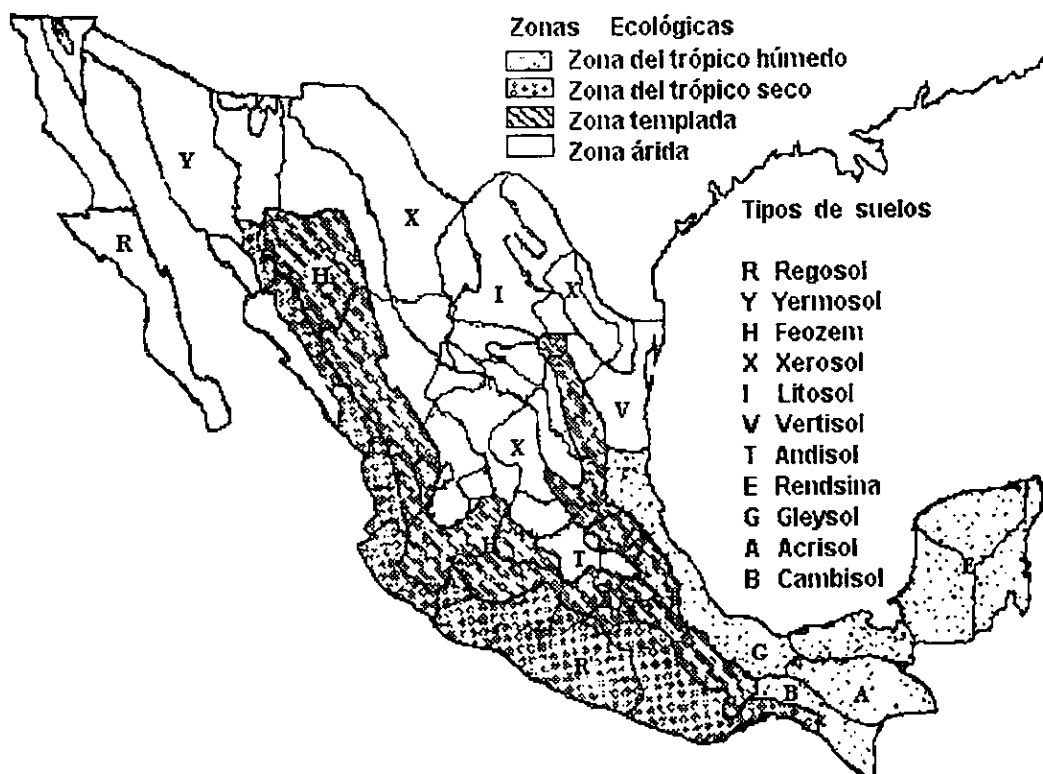 Zonas Ecológicas
Zona del trópico húmedo
Zona del trópico seco
Zona templada
Zona árida
Tipos de suelos
R Regosol
Y Yermosol
H Feozem
X Xerosol
I Litosol
V Vertisol
T Andisol
E Rendsina
G Gleysol
A Acrisol
B Cambisol
Y
X
R
H
I
X
V
X
H
T
E
G
R
B
A